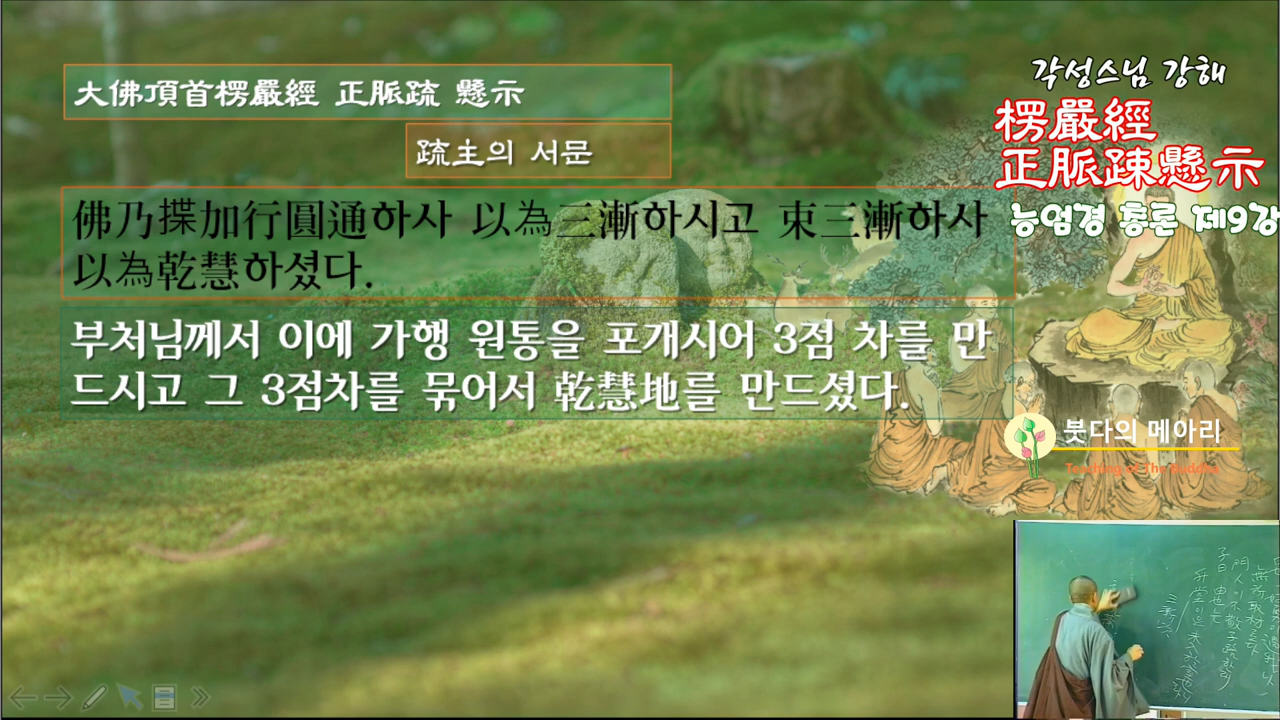 大佛頂首楞嚴經 正脈疏 懸示
疏主의 서문
佛乃揲加行圓通하사 以為三漸하시고 束三漸하사
以為乾慧하셨다.
부처님께서 이에 가행 원통을 포개시어 3점 차를 만
드시고 그 3점차를 묶어서 乾慧地를 만드셨다.
각성스님 강해
楞嚴經
正脈疎懸示
능엄경 총론 제9강
붓다의 메아리
Teaching of The Buddha